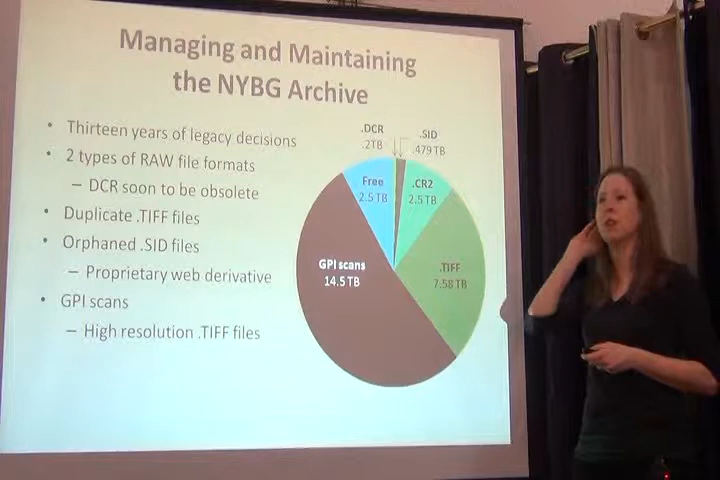 Managing and Maintaining
the NYBG Archive
• Thirteen years of legacy decisions
• 2 types of RAW file formats
– DCR soon to be obsolete
• Duplicate .TIFF files
• Orphaned .SID files
– Proprietary web derivative
• GPI scans
– High resolution .TIFF files
.DCR
.2TB
.SID
.479 TB
Free
2.5 TB
.CR2
2.5 TB
GPI scans
14.5 TB
.TIFF
7.58 TB